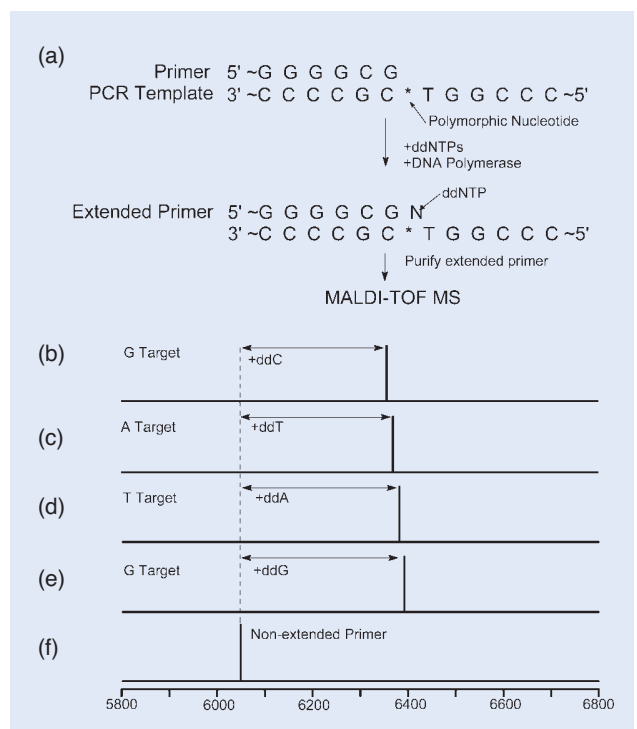 (a)
Primer 5' ~G G G G C G
PCR Template 3' ~C C C C G C * T G G C C C ~5'
Polymorphic Nucleotide
+ddNTPs
+DNA Polymerase
ddNTP
Extended Primer 5' ~G G G G C G N
3' ~C C C C G C * T G G C C C ~5'
Purify extended primer
MALDI-TOF MS
(b) G Target +ddC
(c) A Target +ddT
(d) T Target +ddA
(e) G Target +ddG
(f) Non-extended Primer
5800 6000 6200 6400 6600 6800